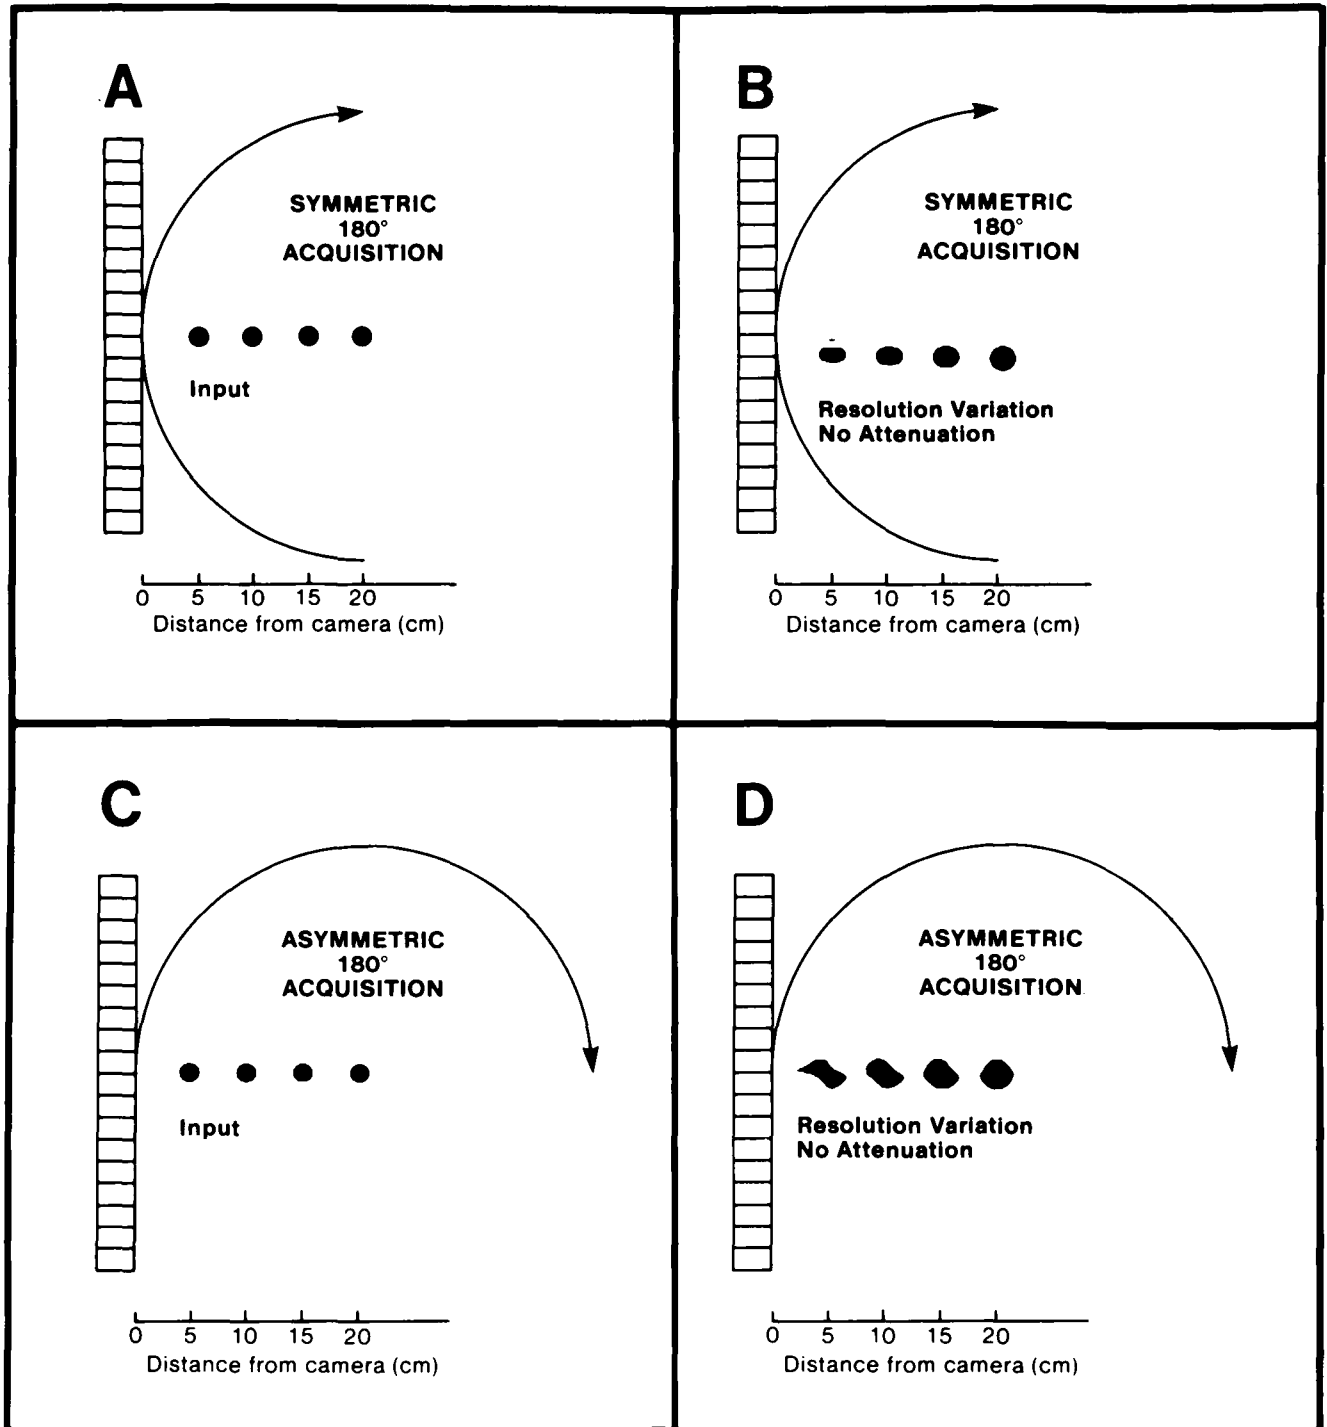 A
SYMMETRIC
180°
ACQUISITION
Input
0 5 10 15 20
Distance from camera (cm)
B
SYMMETRIC
180°
ACQUISITION
Resolution Variation
No Attenuation
0 5 10 15 20
Distance from camera (cm)
C
ASYMMETRIC
180°
ACQUISITION
Input
0 5 10 15 20
Distance from camera (cm)
D
ASYMMETRIC
180°
ACQUISITION
Resolution Variation
No Attenuation
0 5 10 15 20
Distance from camera (cm)